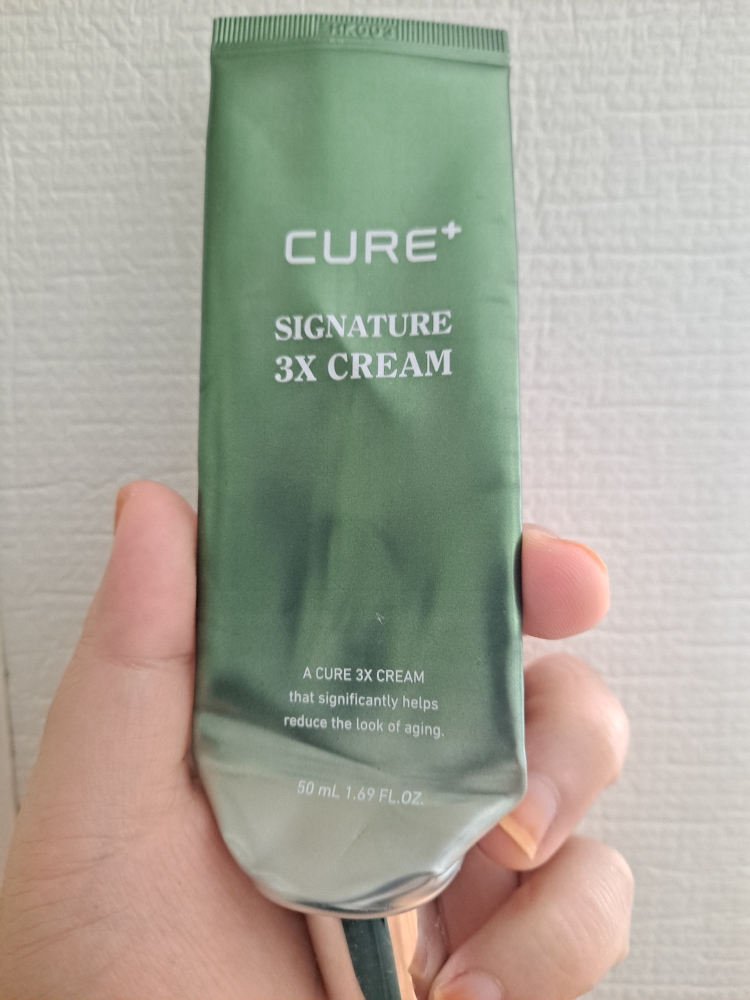 CURE+
SIGNATURE
3X CREAM
A CURE 3X CREAM
that significantly helps
reduce the look of aging.
50 mL 1.69 FL.OZ.